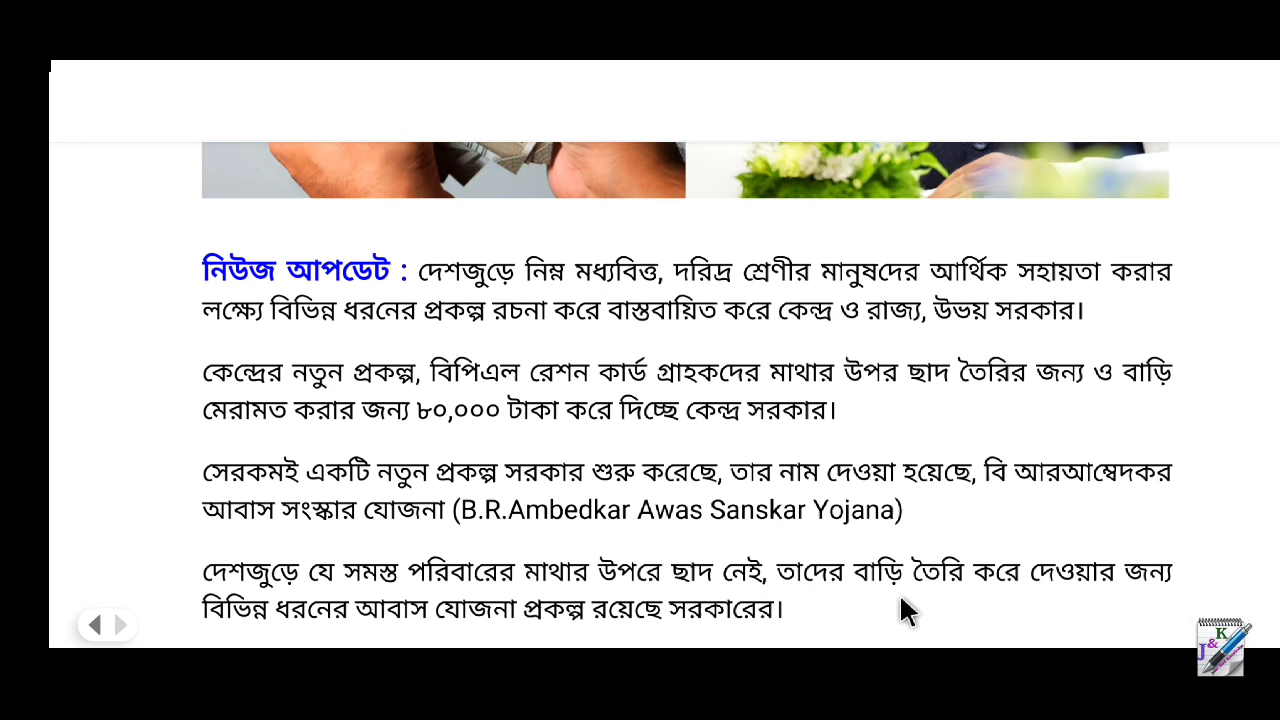 নিউজ আপডেট : দেশজুড়ে নিম্ন মধ্যবিত্ত, দরিদ্র শ্রেণীর মানুষদের আর্থিক সহায়তা করার
লক্ষ্যে বিভিন্ন ধরনের প্রকল্প রচনা করে বাস্তবায়িত করে কেন্দ্র ও রাজ্য, উভয় সরকার।
কেন্দ্রের নতুন প্রকল্প, বিপিএল রেশন কার্ড গ্রাহকদের মাথার উপর ছাদ তৈরির জন্য ও বাড়ি
মেরামত করার জন্য ৮০,০০০ টাকা করে দিচ্ছে কেন্দ্র সরকার।
সেরকমই একটি নতুন প্রকল্প সরকার শুরু করেছে, তার নাম দেওয়া হয়েছে, বি আরআম্বেদকর
আবাস সংস্কার যোজনা (B.R.Ambedkar Awas Sanskar Yojana)
দেশজুড়ে যে সমস্ত পরিবারের মাথার উপরে ছাদ নেই, তাদের বাড়ি তৈরি করে দেওয়ার জন্য
বিভিন্ন ধরনের আবাস যোজনা প্রকল্প রয়েছে সরকারের।
J&K